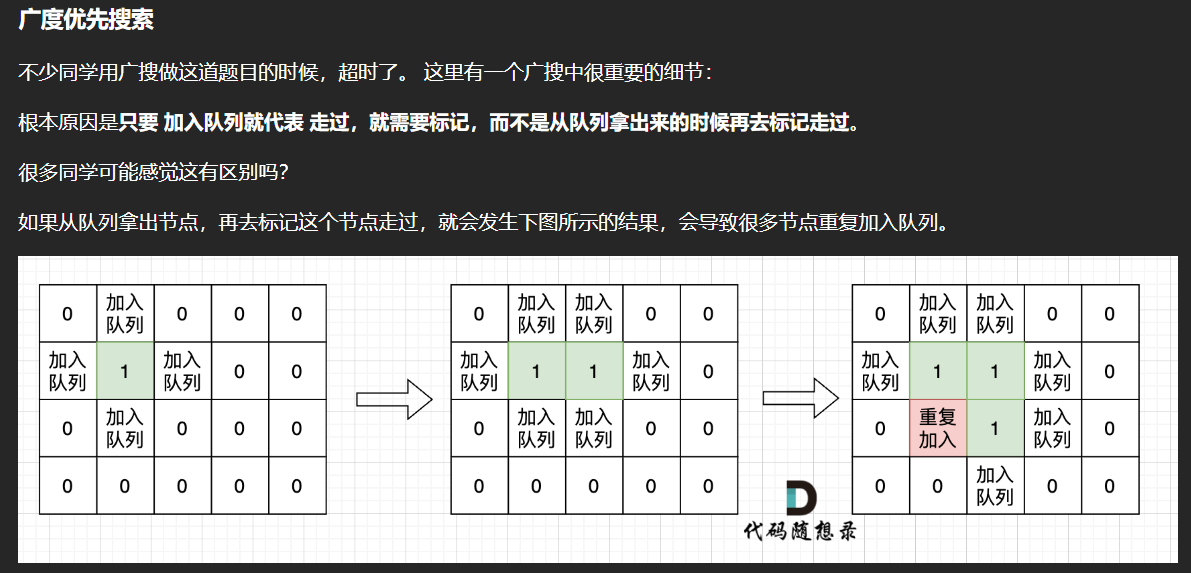 广度优先搜索
不少同学用广搜做这道题目的时候，超时了。 这里有一个广搜中很重要的细节：
根本原因是只要 加入队列就代表 走过，就需要标记，而不是从队列拿出来的时候再去标记走过。
很多同学可能感觉这有区别吗？
如果从队列拿出节点，再去标记这个节点走过，就会发生下图所示的结果，会导致很多节点重复加入队列。
0 加入队列 0 0 0
加入队列 1 加入队列 0 0
0 加入队列 0 0 0
0 0 0 0 0
0 加入队列 加入队列 0 0
加入队列 1 1 加入队列 0
0 加入队列 加入队列 0 0
0 0 0 0 0
0 加入队列 加入队列 0 0
加入队列 1 1 加入队列 0
0 重复加入 1 加入队列 0
0 0 加入队列 0 0
代码随想录